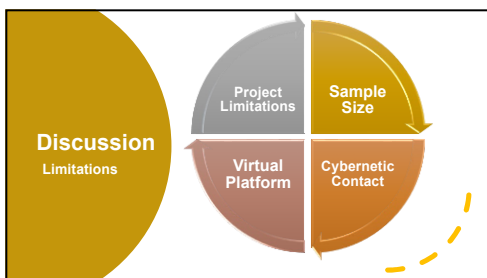 Discussion
Limitations
Project
Limitations
Sample
Size
Virtual
Platform
Cybernetic
Contact